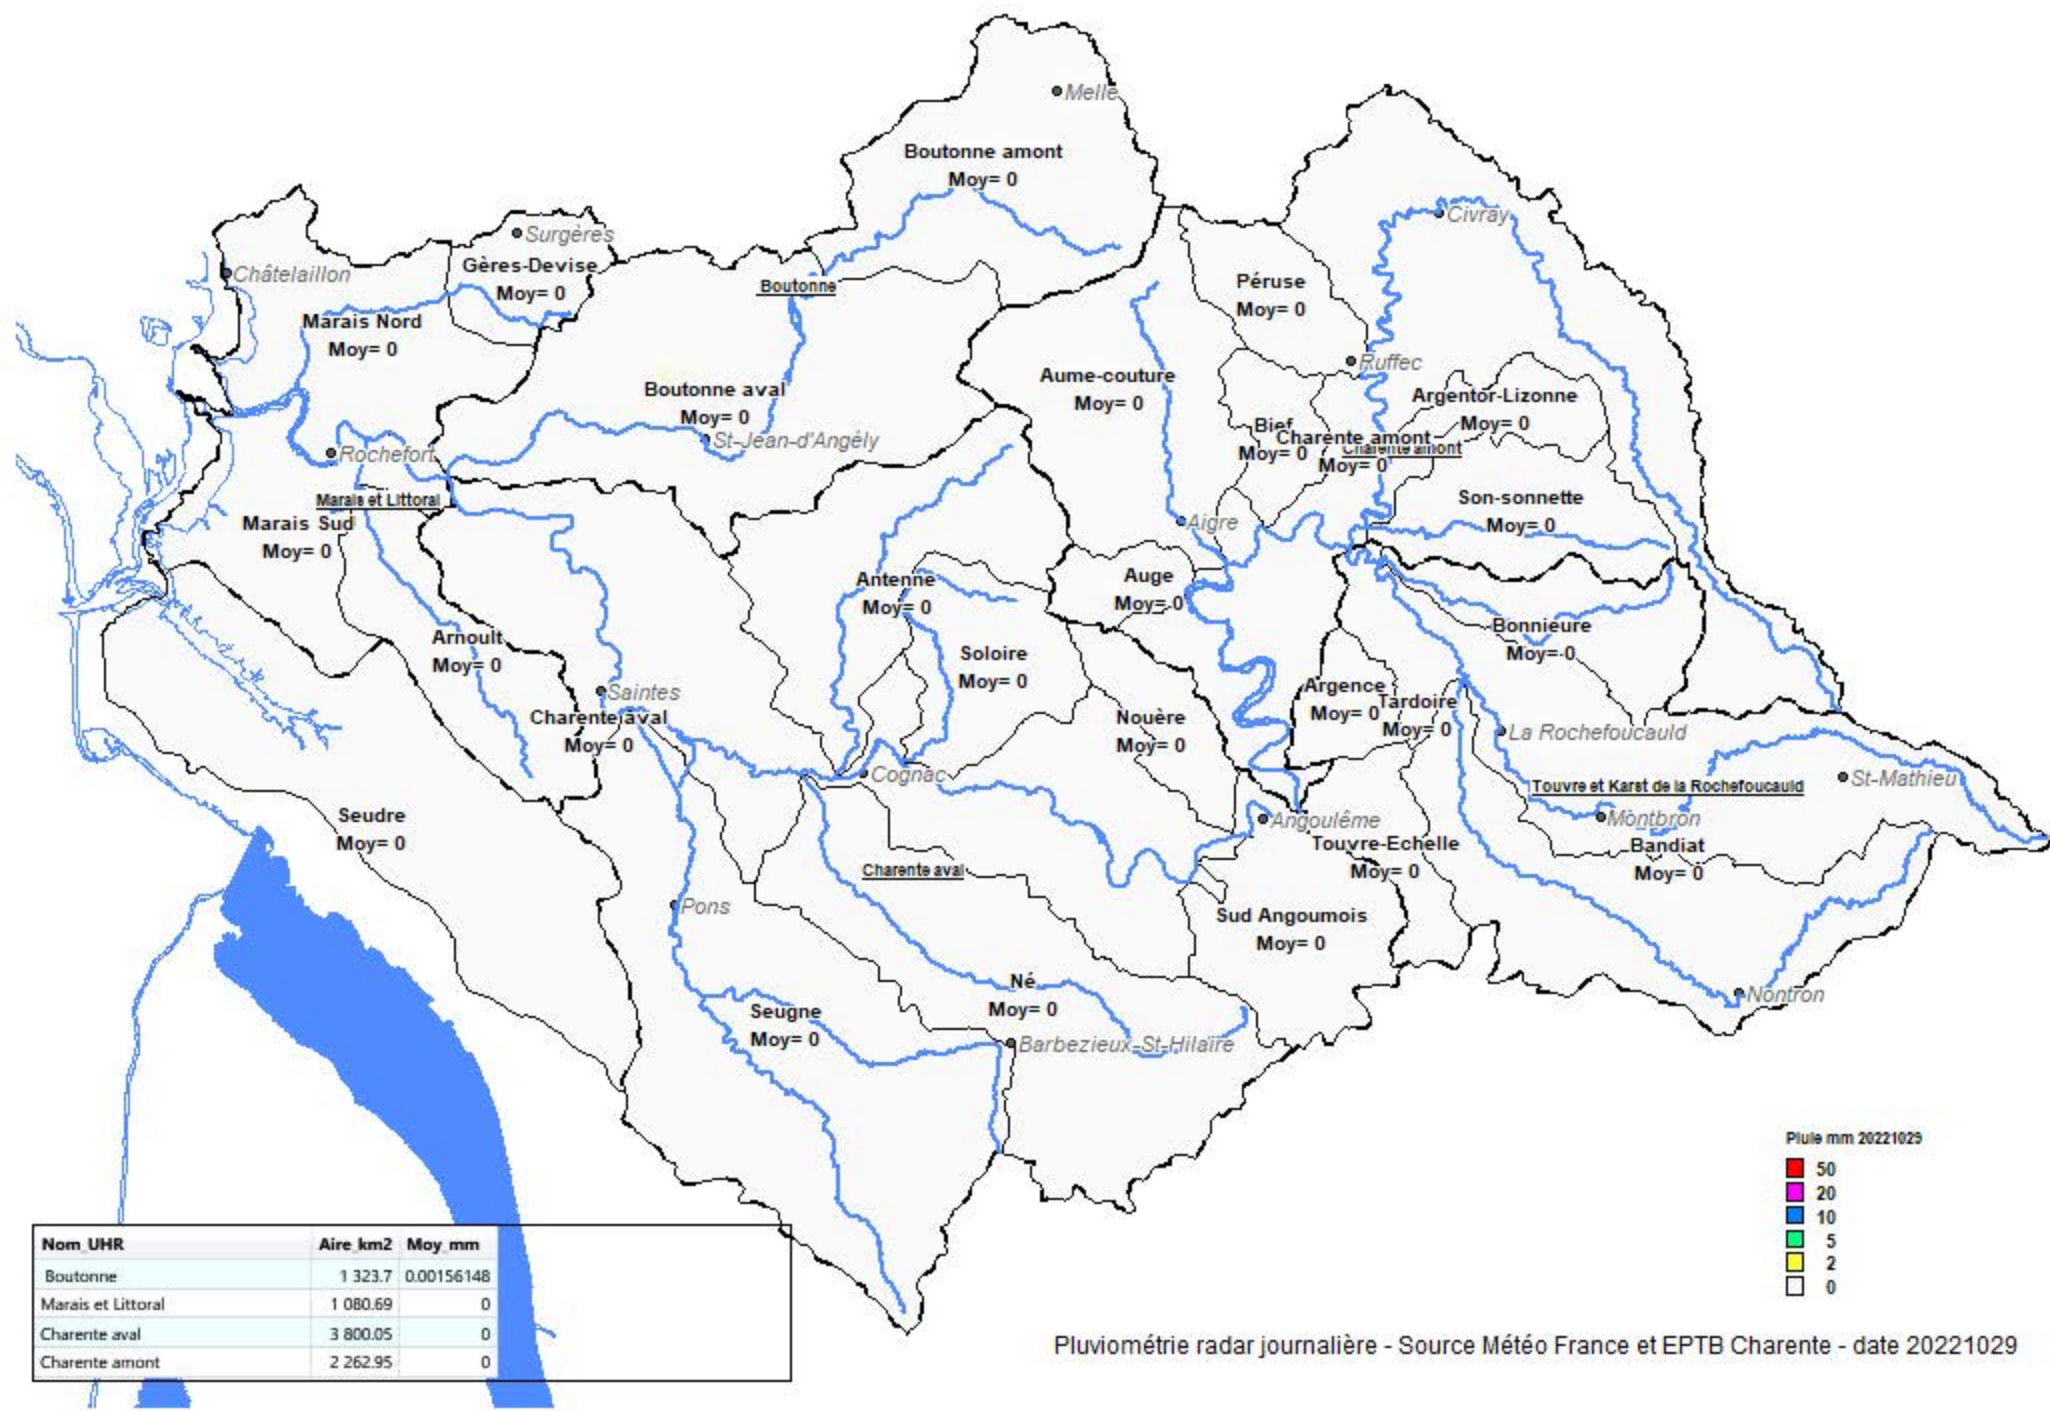 Melle
Boutonne amont
Moy= 0
Civray
Surgères
Châtelaillon
Gères-Devise
Moy= 0
Boutonne
Péruse
Moy= 0
Marais Nord
Moy= 0
Ruffec
Boutonne aval
Moy= 0
Aume-couture
Moy= 0
Argentor-Lizonne
Moy= 0
St-Jean-d'Angély
Bief
Moy= 0
Charente amont
Moy= 0
Charente amont
Rochefort
Marais et Littoral
Son-sonnette
Moy= 0
Marais Sud
Moy= 0
Aigre
Antenne
Moy= 0
Auge
Moy= 0
Bonnieure
Moy= 0
Arnoult
Moy= 0
Soloire
Moy= 0
Saintes
Argence
Moy= 0
Tardoire
Moy= 0
Charente aval
Moy= 0
Nouère
Moy= 0
La Rochefoucauld
Cognac
Touvre et Karst de la Rochefoucauld
St-Mathieu
Seudre
Moy= 0
Angoulême
Montbron
Touvre-Echelle
Moy= 0
Bandiat
Moy= 0
Charente aval
Pons
Sud Angoumois
Moy= 0
Né
Moy= 0
Nontron
Seugne
Moy= 0
Barbezieux-St-Hilaire
Pluie mm 20221029
50
20
10
5
2
0
Nom_UHR Aire_km2 Moy_mm
Boutonne 1 323.7 0.00156148
Marais et Littoral 1 080.69 0
Charente aval 3 800.05 0
Charente amont 2 262.95 0
Pluviométrie radar journalière - Source Météo France et EPTB Charente - date 20221029